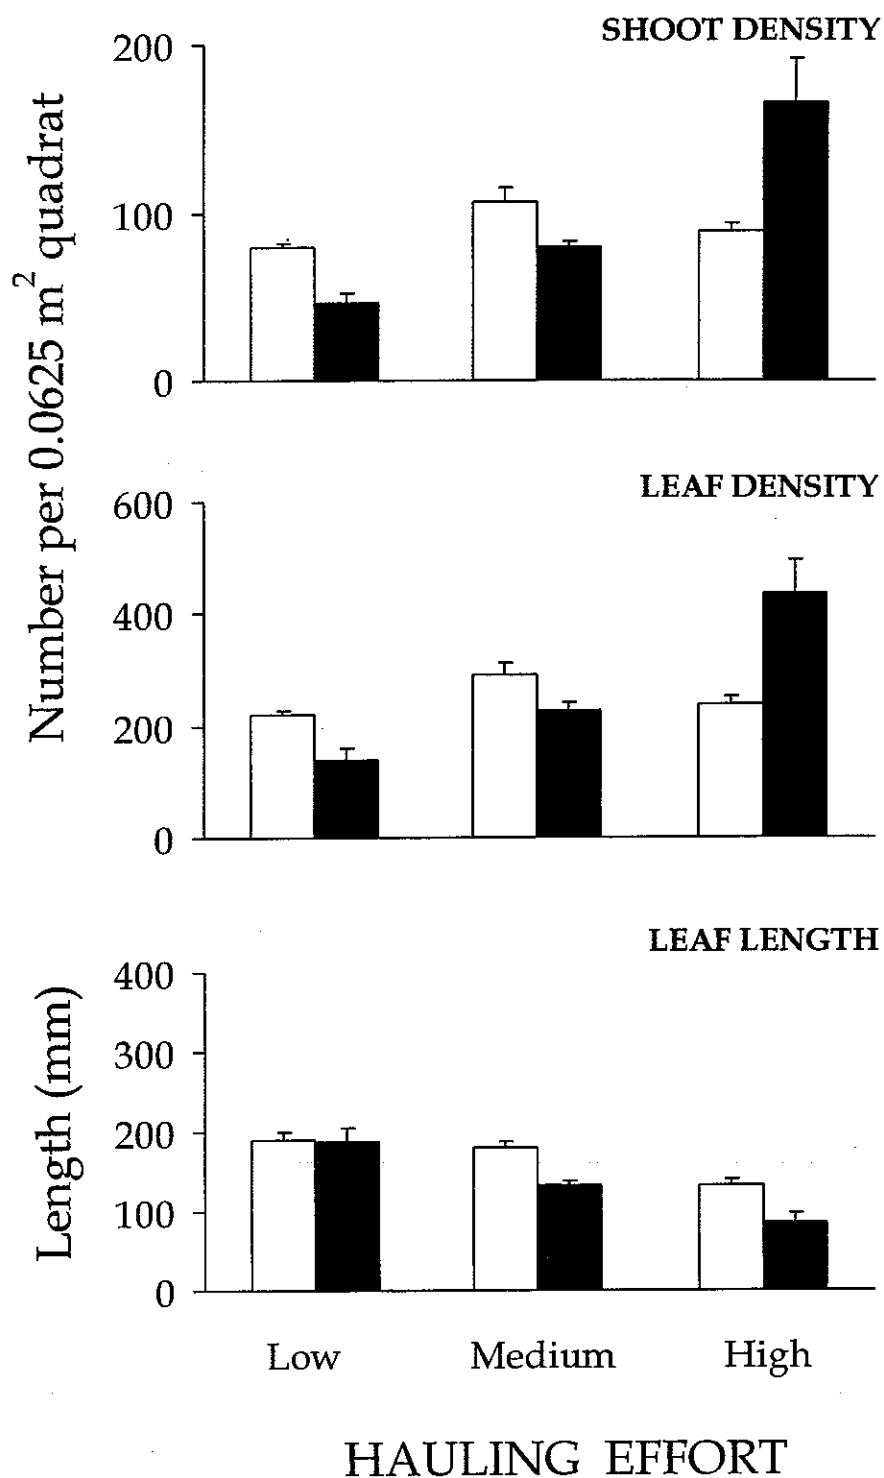 SHOOT DENSITY
200
100
0
Number per 0.0625 m² quadrat
LEAF DENSITY
600
400
200
0
LEAF LENGTH
400
300
200
100
0
Length (mm)
Low Medium High
HAULING EFFORT